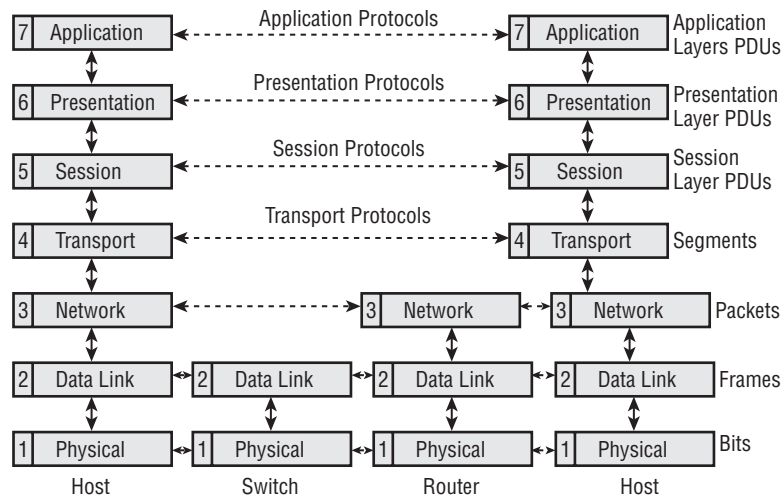 7 Application Application Protocols 7 Application Application
Layers PDUs
6 Presentation Presentation Protocols 6 Presentation Presentation
Layer PDUs
5 Session Session Protocols 5 Session Session
Layer PDUs
4 Transport Transport Protocols 4 Transport Segments
3 Network 3 Network 3 Network Packets
2 Data Link 2 Data Link 2 Data Link 2 Data Link Frames
1 Physical 1 Physical 1 Physical 1 Physical Bits
Host Switch Router Host